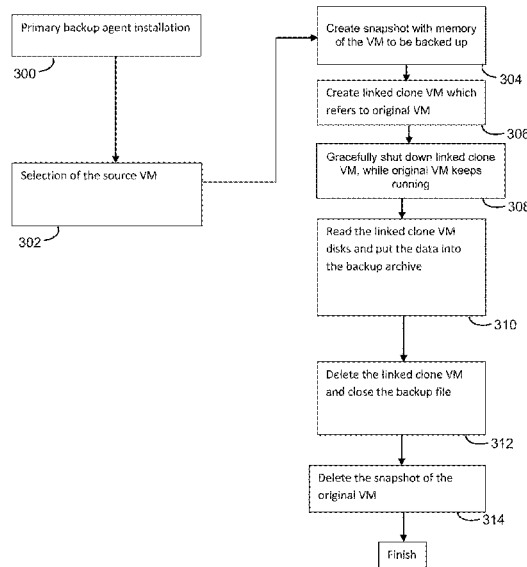 Primary backup agent installation
300
Selection of the source VM
302
Create snapshot with memory
of the VM to be backed up
304
Create linked clone VM which
refers to original VM
306
Gracefully shut down linked clone
VM, while original VM keeps
running
308
Read the linked clone VM
disks and put the data into
the backup archive
310
Delete the linked clone VM
and close the backup file
312
Delete the snapshot of the
original VM
314
Finish